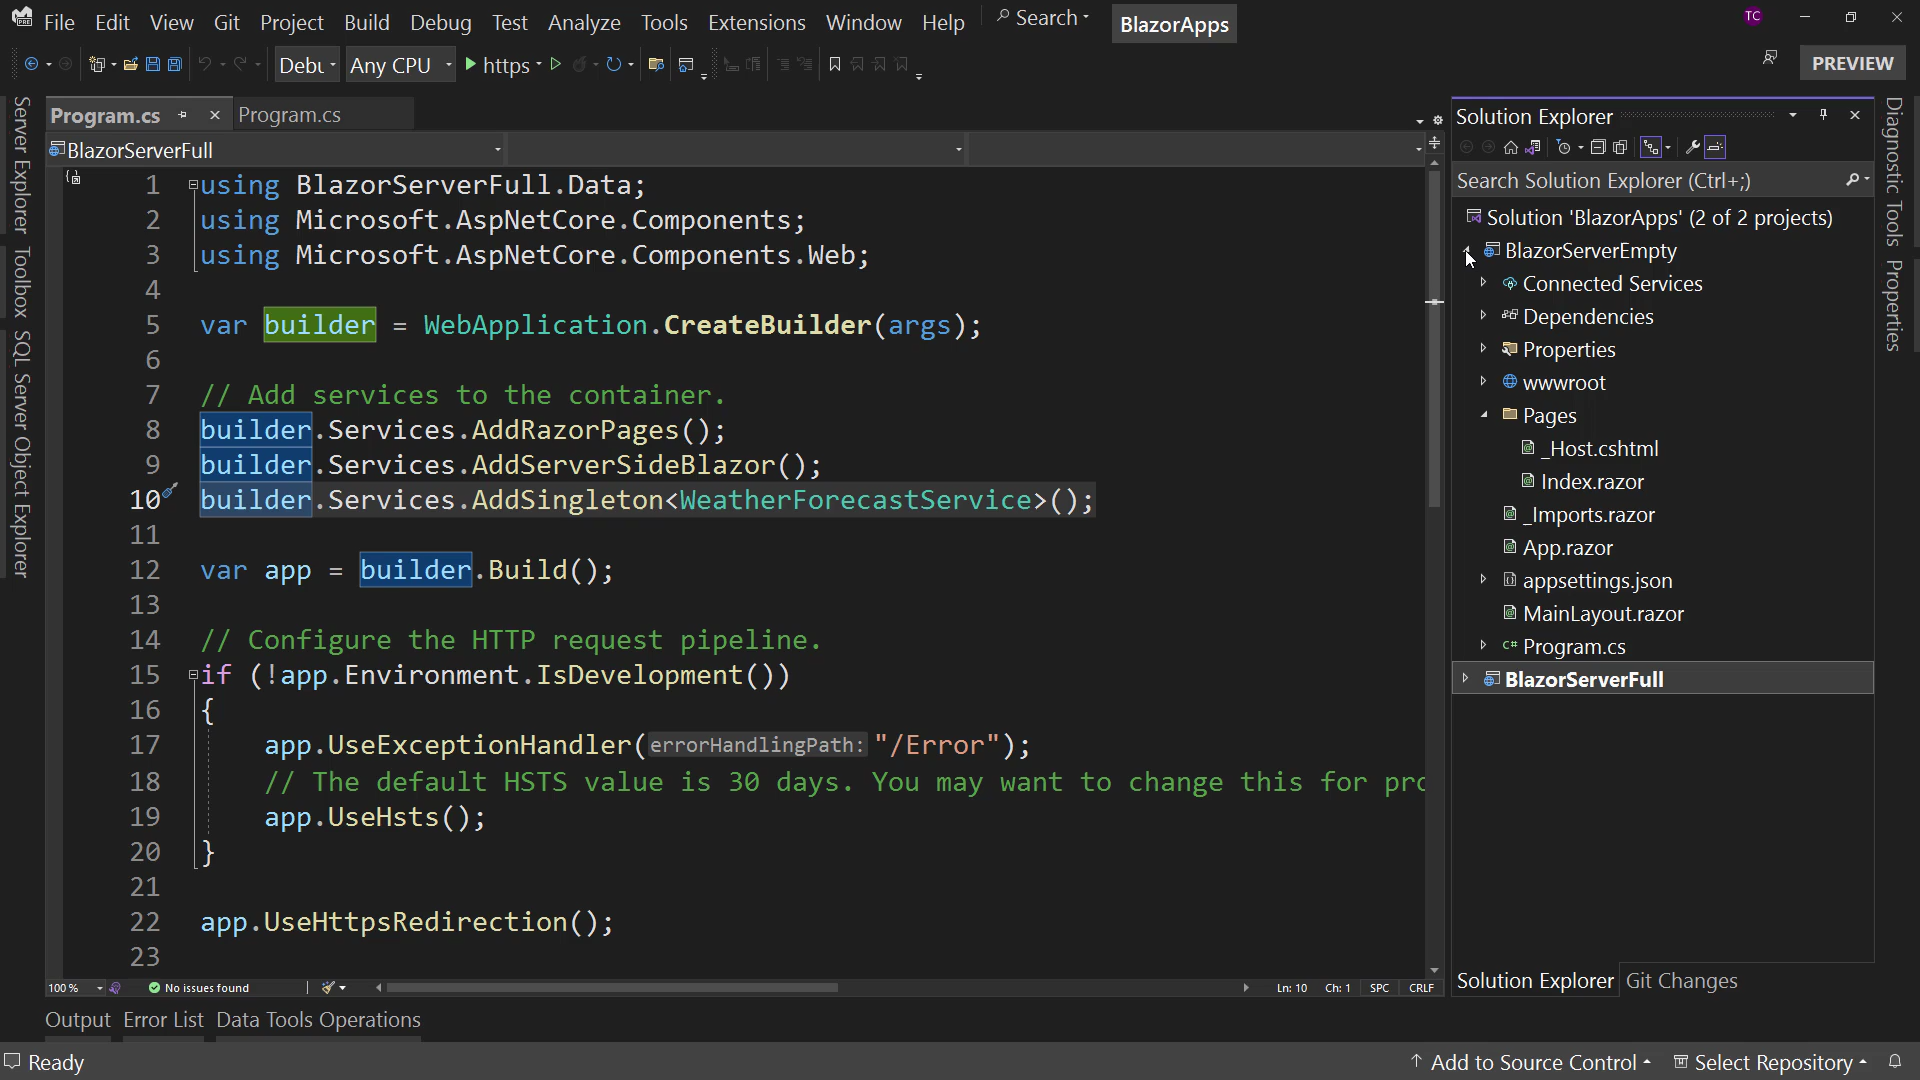 File Edit View Git Project Build Debug Test Analyze Tools Extensions Window Help Search BlazorApps TC
Debu Any CPU https PREVIEW
Program.cs Program.cs
BlazorServerFull
1 using BlazorServerFull.Data;
2 using Microsoft.AspNetCore.Components;
3 using Microsoft.AspNetCore.Components.Web;
4
5 var builder = WebApplication.CreateBuilder(args);
6
7 // Add services to the container.
8 builder.Services.AddRazorPages();
9 builder.Services.AddServerSideBlazor();
10 builder.Services.AddSingleton<WeatherForecastService>();
11
12 var app = builder.Build();
13
14 // Configure the HTTP request pipeline.
15 if (!app.Environment.IsDevelopment())
16 {
17 app.UseExceptionHandler(errorHandlingPath: "/Error");
18 // The default HSTS value is 30 days. You may want to change this for pro
19 app.UseHsts();
20 }
21
22 app.UseHttpsRedirection();
23
100 % No issues found Ln: 10 Ch: 1 SPC CRLF
Server Explorer
Toolbox
SQL Server Object Explorer
Solution Explorer
Search Solution Explorer (Ctrl+;)
Solution 'BlazorApps' (2 of 2 projects)
BlazorServerEmpty
Connected Services
Dependencies
Properties
wwwroot
Pages
_Host.cshtml
Index.razor
_Imports.razor
App.razor
appsettings.json
MainLayout.razor
C# Program.cs
BlazorServerFull
Solution Explorer Git Changes
Diagnostic Tools
Properties
Output Error List Data Tools Operations
Ready Add to Source Control Select Repository